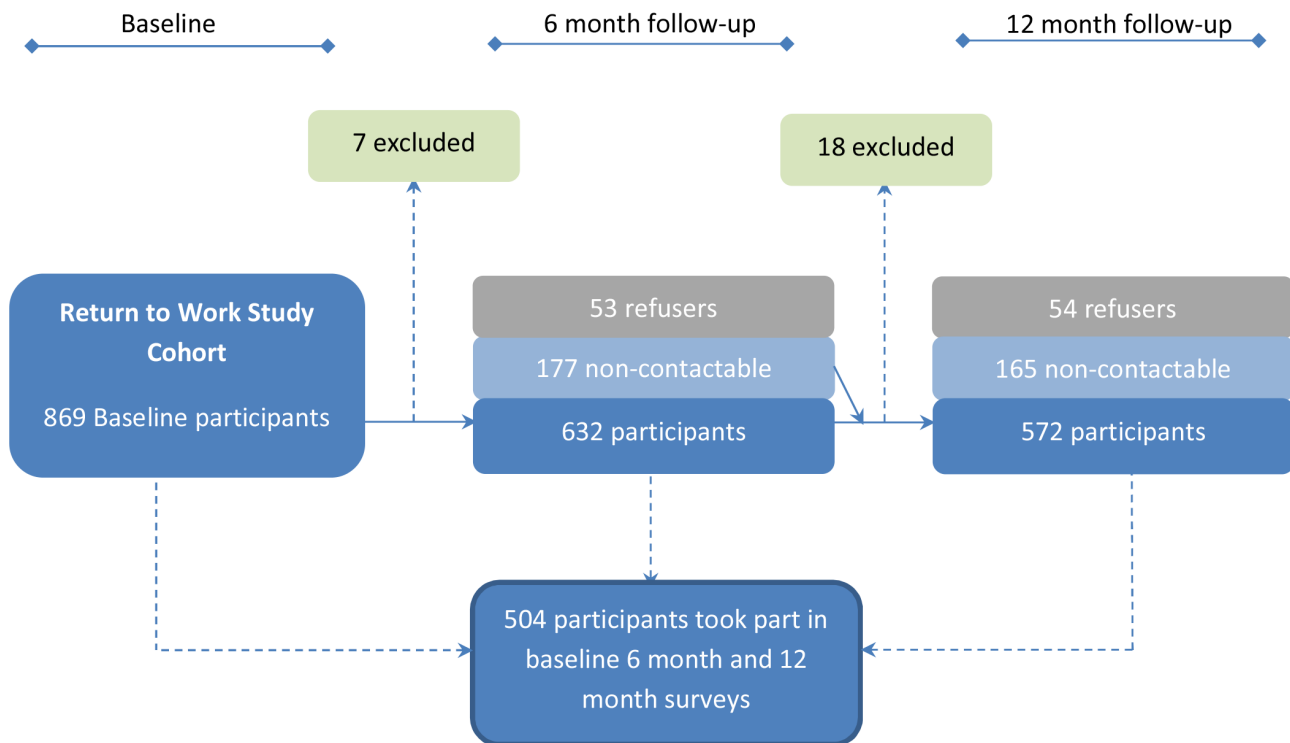 Baseline
6 month follow-up
12 month follow-up
7 excluded
18 excluded
Return to Work Study
Cohort
869 Baseline participants
53 refusers
177 non-contactable
632 participants
54 refusers
165 non-contactable
572 participants
504 participants took part in
baseline 6 month and 12
month surveys